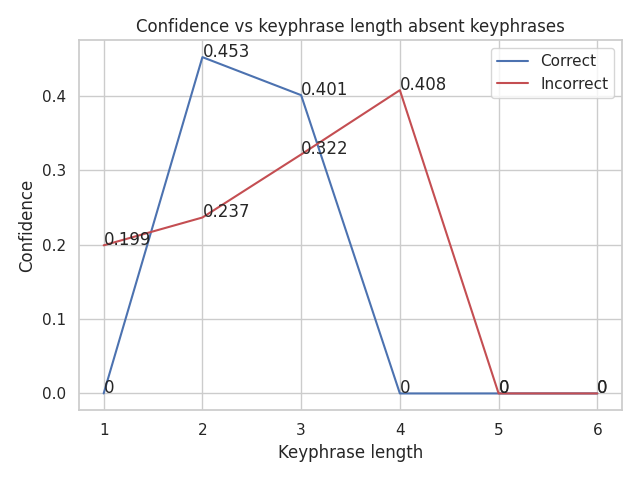 Confidence vs keyphrase length absent keyphrases
Correct
Incorrect
Confidence
0.4
0.3
0.2
0.1
0.0
0.453
0.401
0.408
0.322
0.237
0.199
0
0
0
0
0
0
1 2 3 4 5 6
Keyphrase length